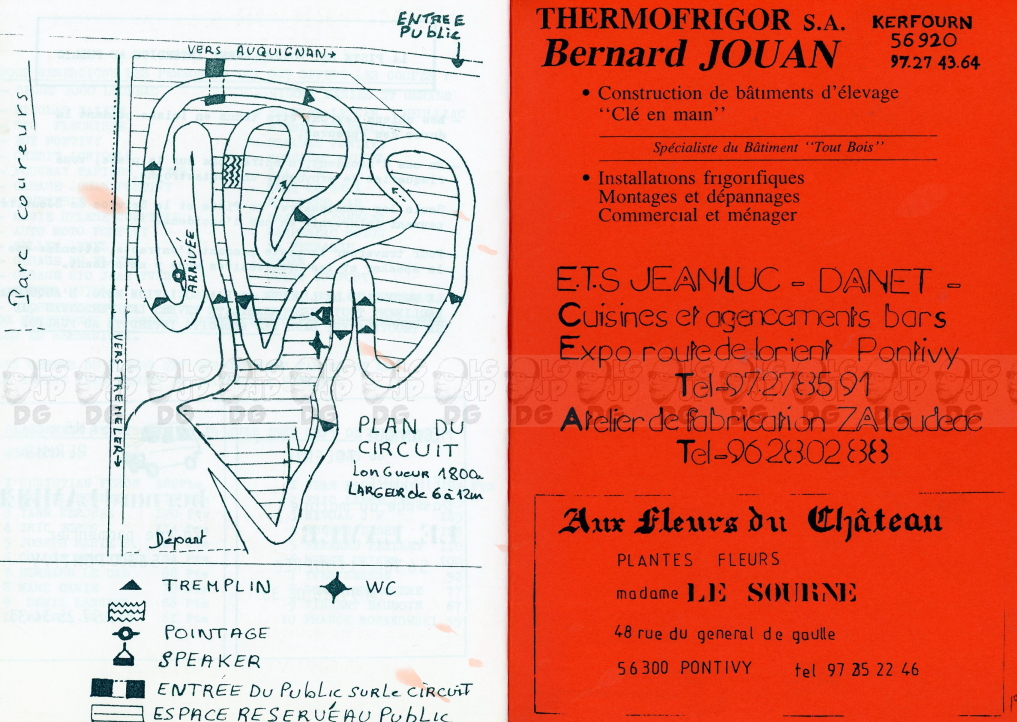 ENTREE
Public
VERS AUQUIGNAN→
Parc coureurs
ARRIVÉE
VERS TREMELER→
PLAN DU
CIRCUIT
LonGueur 1800m
LARGEUR de 6 à 12m
Départ
TREMPLIN
WC
POINTAGE
SPEAKER
ENTRÉE Du Public sur Le CIRCUIT
ESPACE RESERVÉ AU Public
THERMOFRIGOR S.A.
Bernard JOUAN
KERFOURN
56920
97.27 43.64
• Construction de bâtiments d'élevage
"Clé en main"
Spécialiste du Bâtiment "Tout Bois"
• Installations frigorifiques
Montages et dépannages
Commercial et ménager
E.T.S JEAN-LUC - DANET -
Cuisines et agencements bars
Expo route de lorient Pontivy
Tel-97278591
Atelier de fabrication ZA Loudeac
Tel-96280288
Aux Fleurs du Château
PLANTES FLEURS
madame LE SOURNE
48 rue du general de gaulle
56300 PONTIVY tel 97 25 22 46
LG JP DG